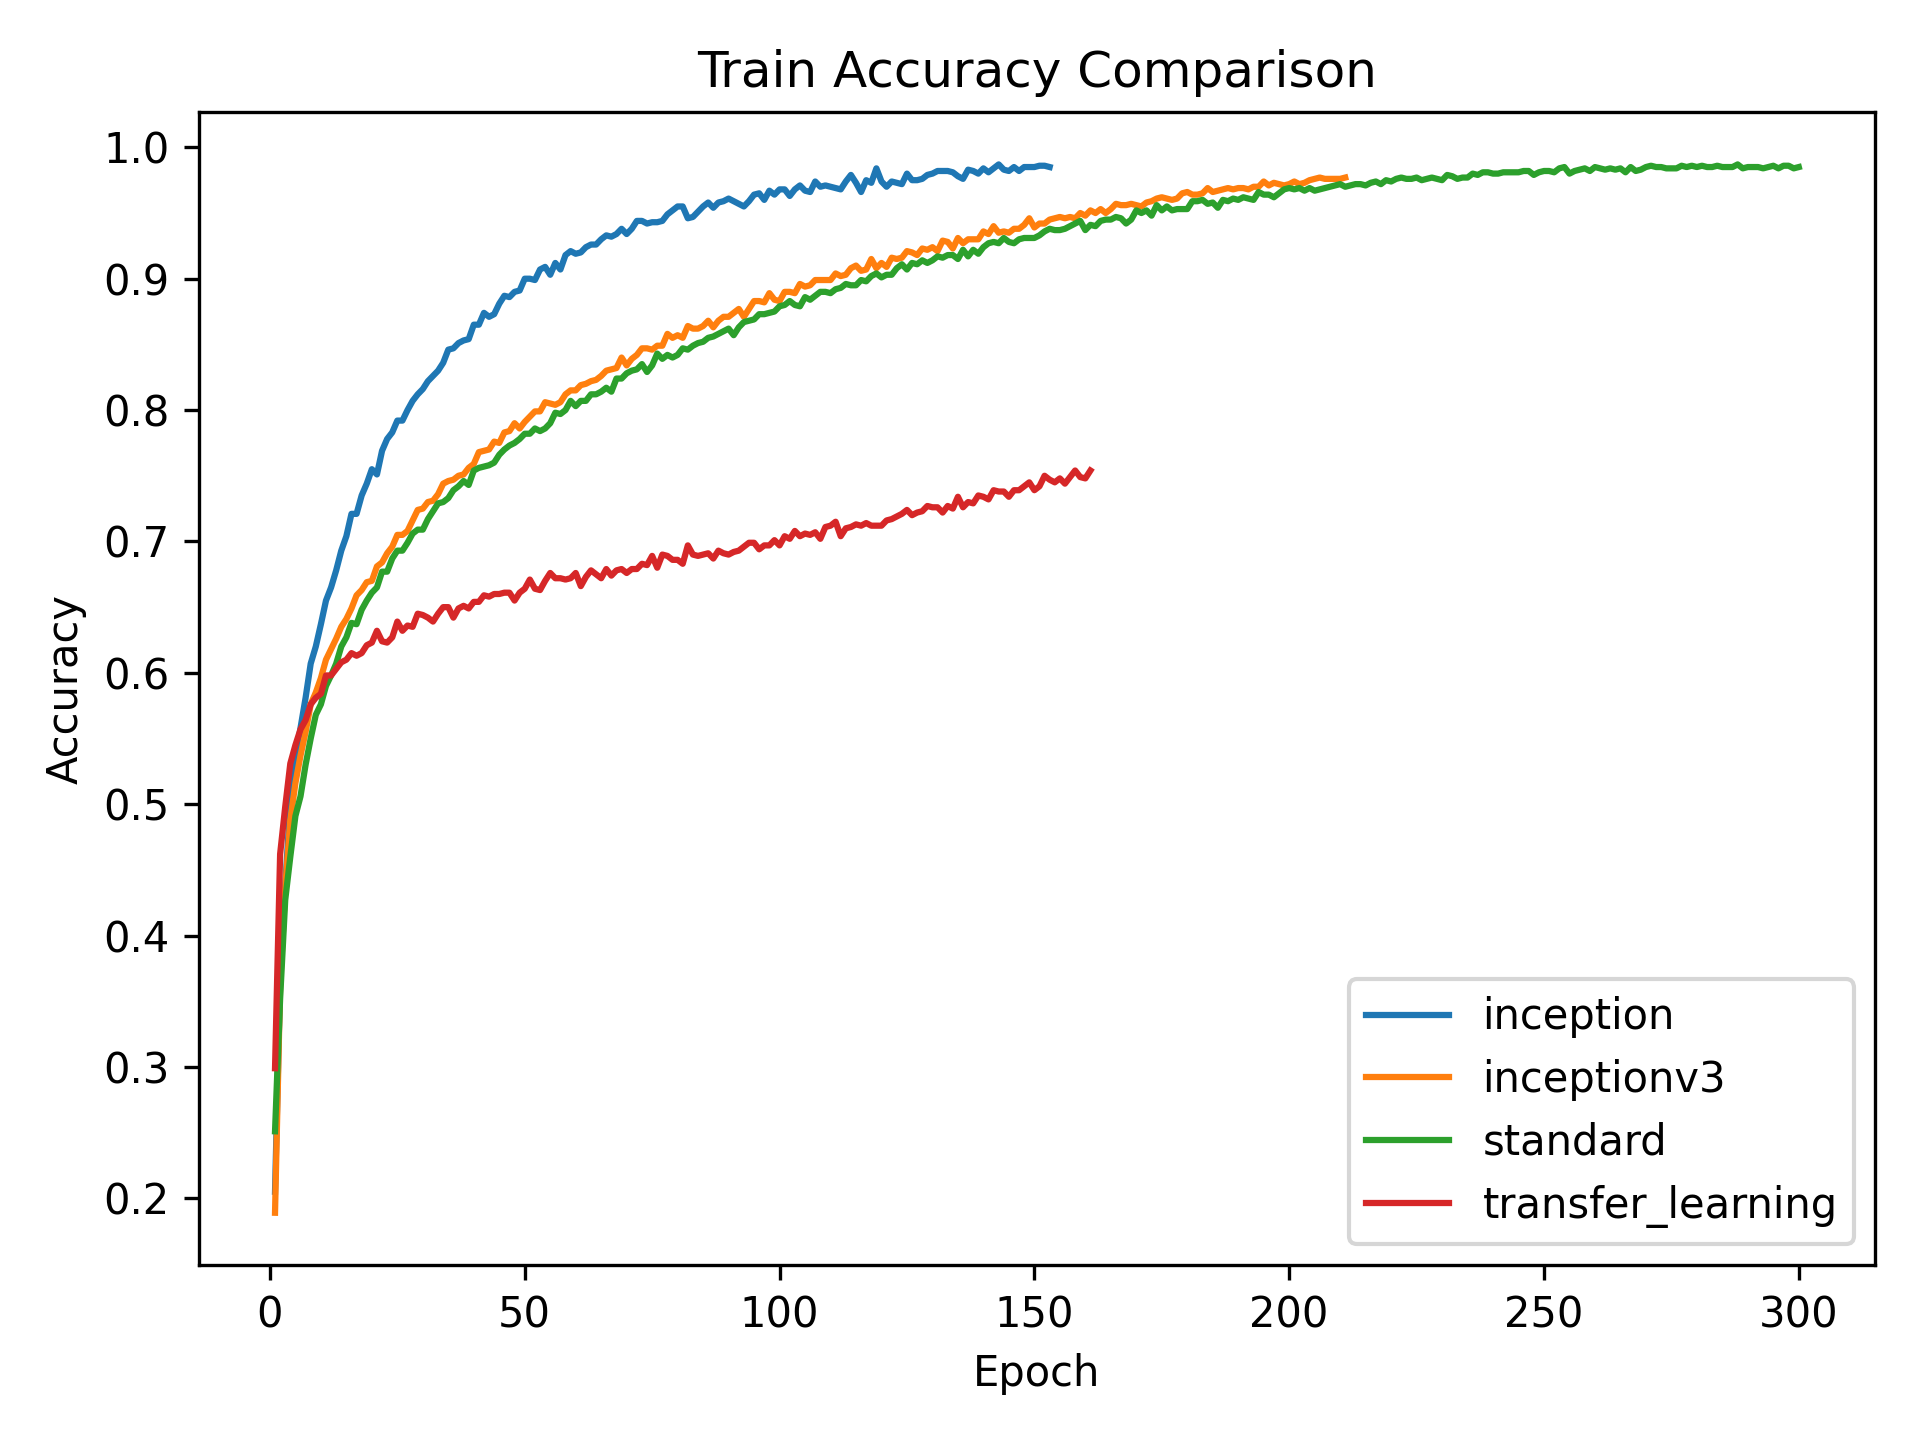 Train Accuracy Comparison
1.0
0.9
0.8
0.7
0.6
0.5
0.4
0.3
0.2
Accuracy
inception
inceptionv3
standard
transfer_learning
0 50 100 150 200 250 300
Epoch